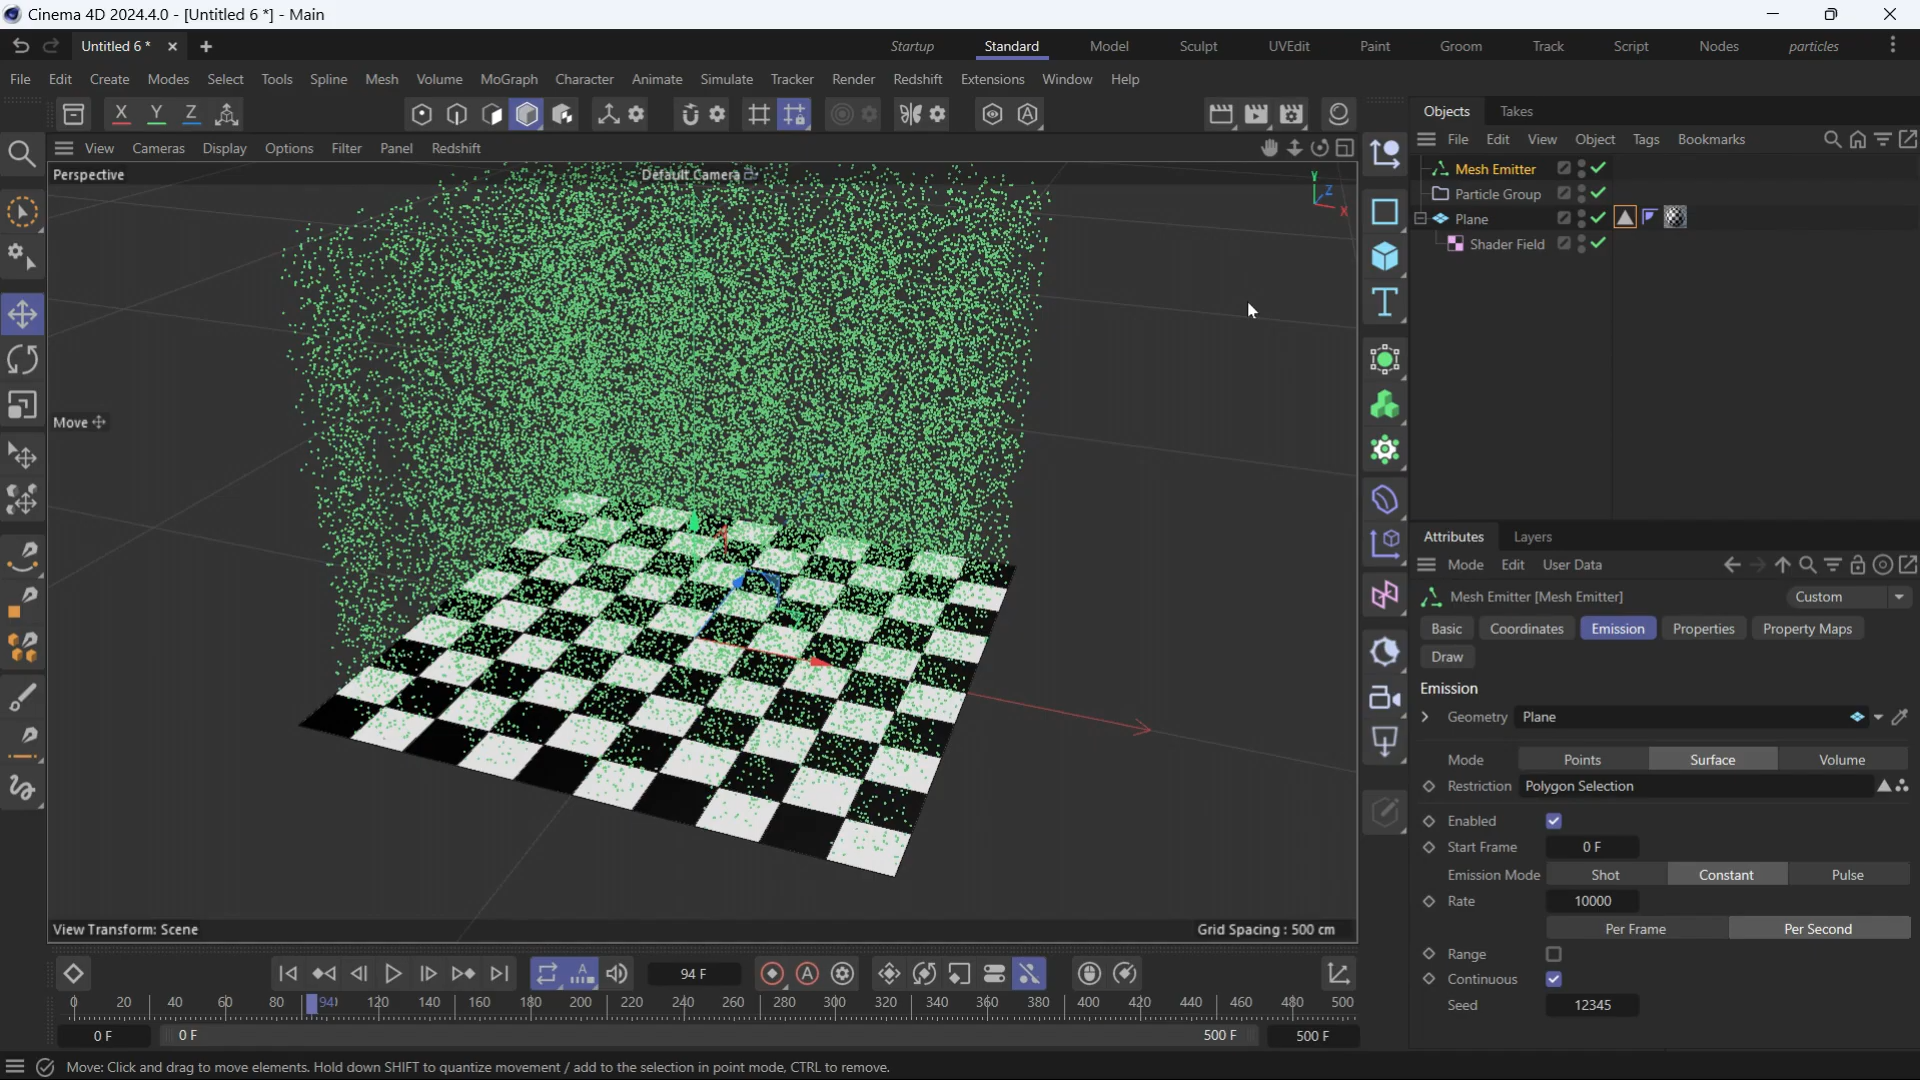 Cinema 4D 2024.4.0 - [Untitled 6 *] - Main
Untitled 6 *
Startup Standard Model Sculpt UVEdit Paint Groom Track Script Nodes particles
File Edit Create Modes Select Tools Spline Mesh Volume MoGraph Character Animate Simulate Tracker Render Redshift Extensions Window Help
X Y Z
View Cameras Display Options Filter Panel Redshift
Perspective
Default Camera
Y
Z
X
Move
View Transform: Scene
Grid Spacing : 500 cm
94 F
0 20 40 60 80 94 120 140 160 180 200 220 240 260 280 300 320 340 360 380 400 420 440 460 480 500
0 F 0 F 500 F 500 F
Move: Click and drag to move elements. Hold down SHIFT to quantize movement / add to the selection in point mode, CTRL to remove.
Objects Takes
File Edit View Object Tags Bookmarks
Mesh Emitter
Particle Group
Plane
Shader Field
Attributes Layers
Mode Edit User Data
Mesh Emitter [Mesh Emitter] Custom
Basic Coordinates Emission Properties Property Maps
Draw
Emission
Geometry Plane
Mode Points Surface Volume
Restriction Polygon Selection
Enabled
Start Frame 0 F
Emission Mode Shot Constant Pulse
Rate 10000
Per Frame Per Second
Range
Continuous
Seed 12345